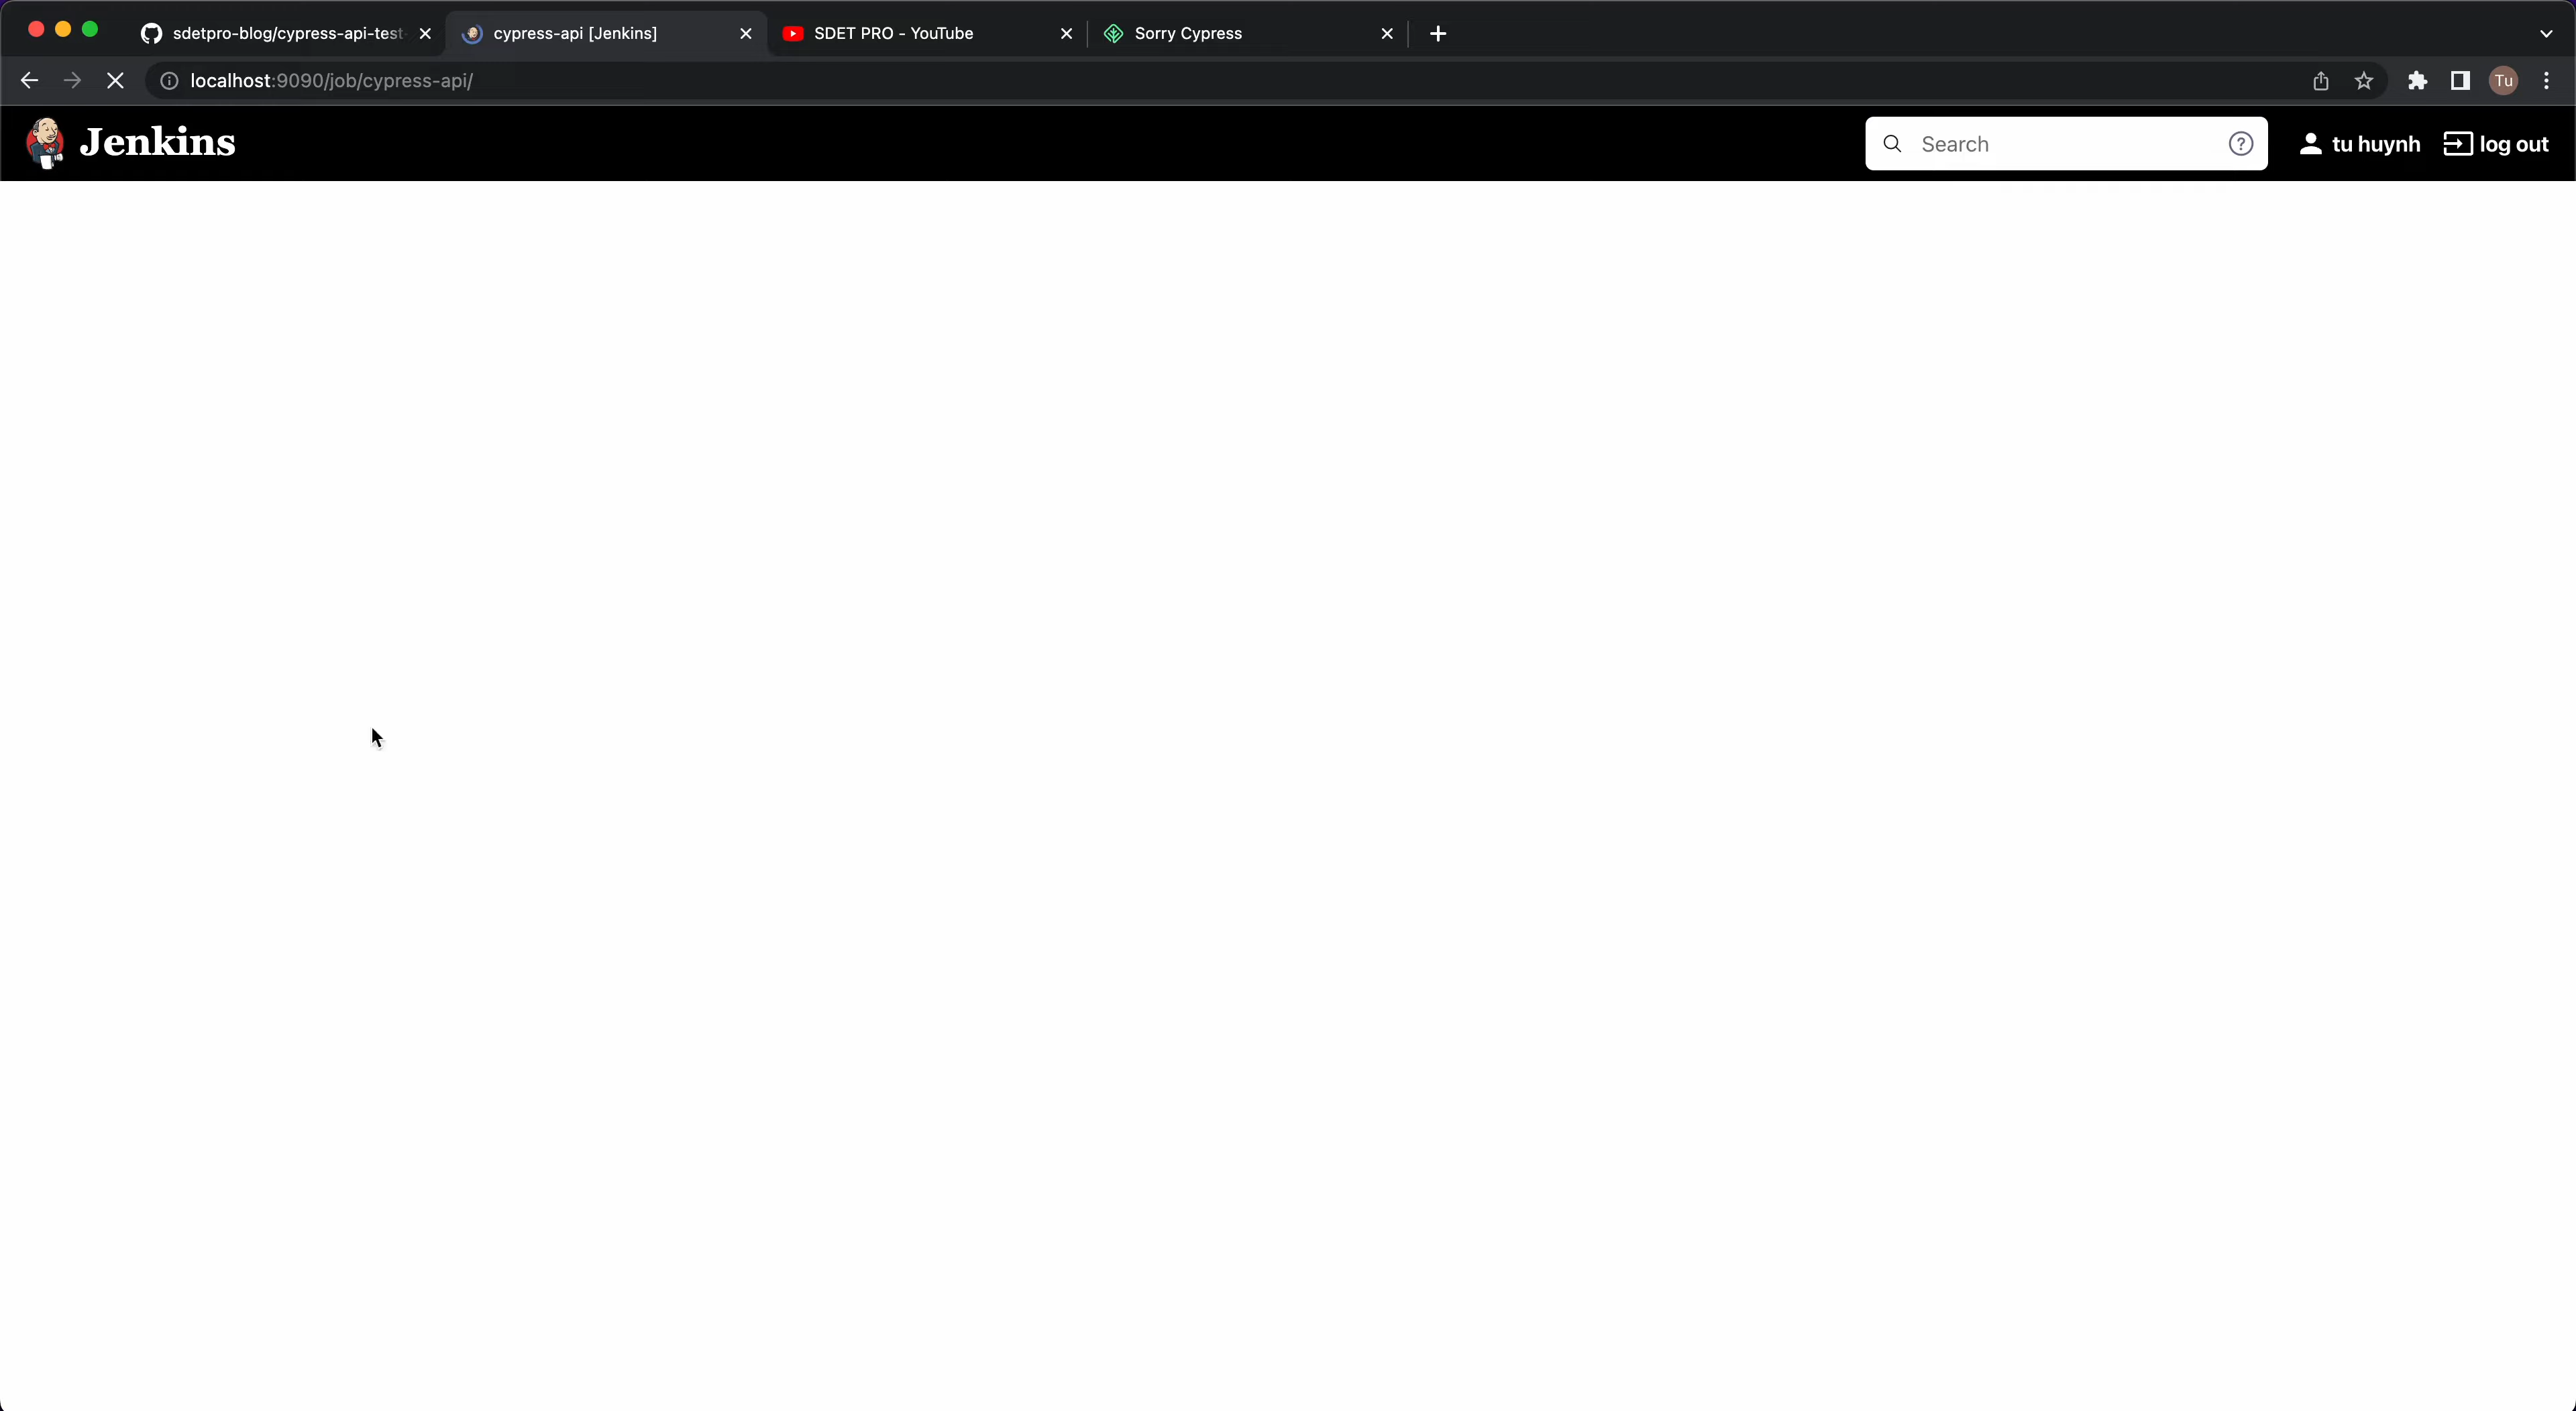 sdetpro-blog/cypress-api-test
cypress-api [Jenkins]
SDET PRO - YouTube
Sorry Cypress
localhost:9090/job/cypress-api/
Tu
Jenkins
Search
tu huynh
log out